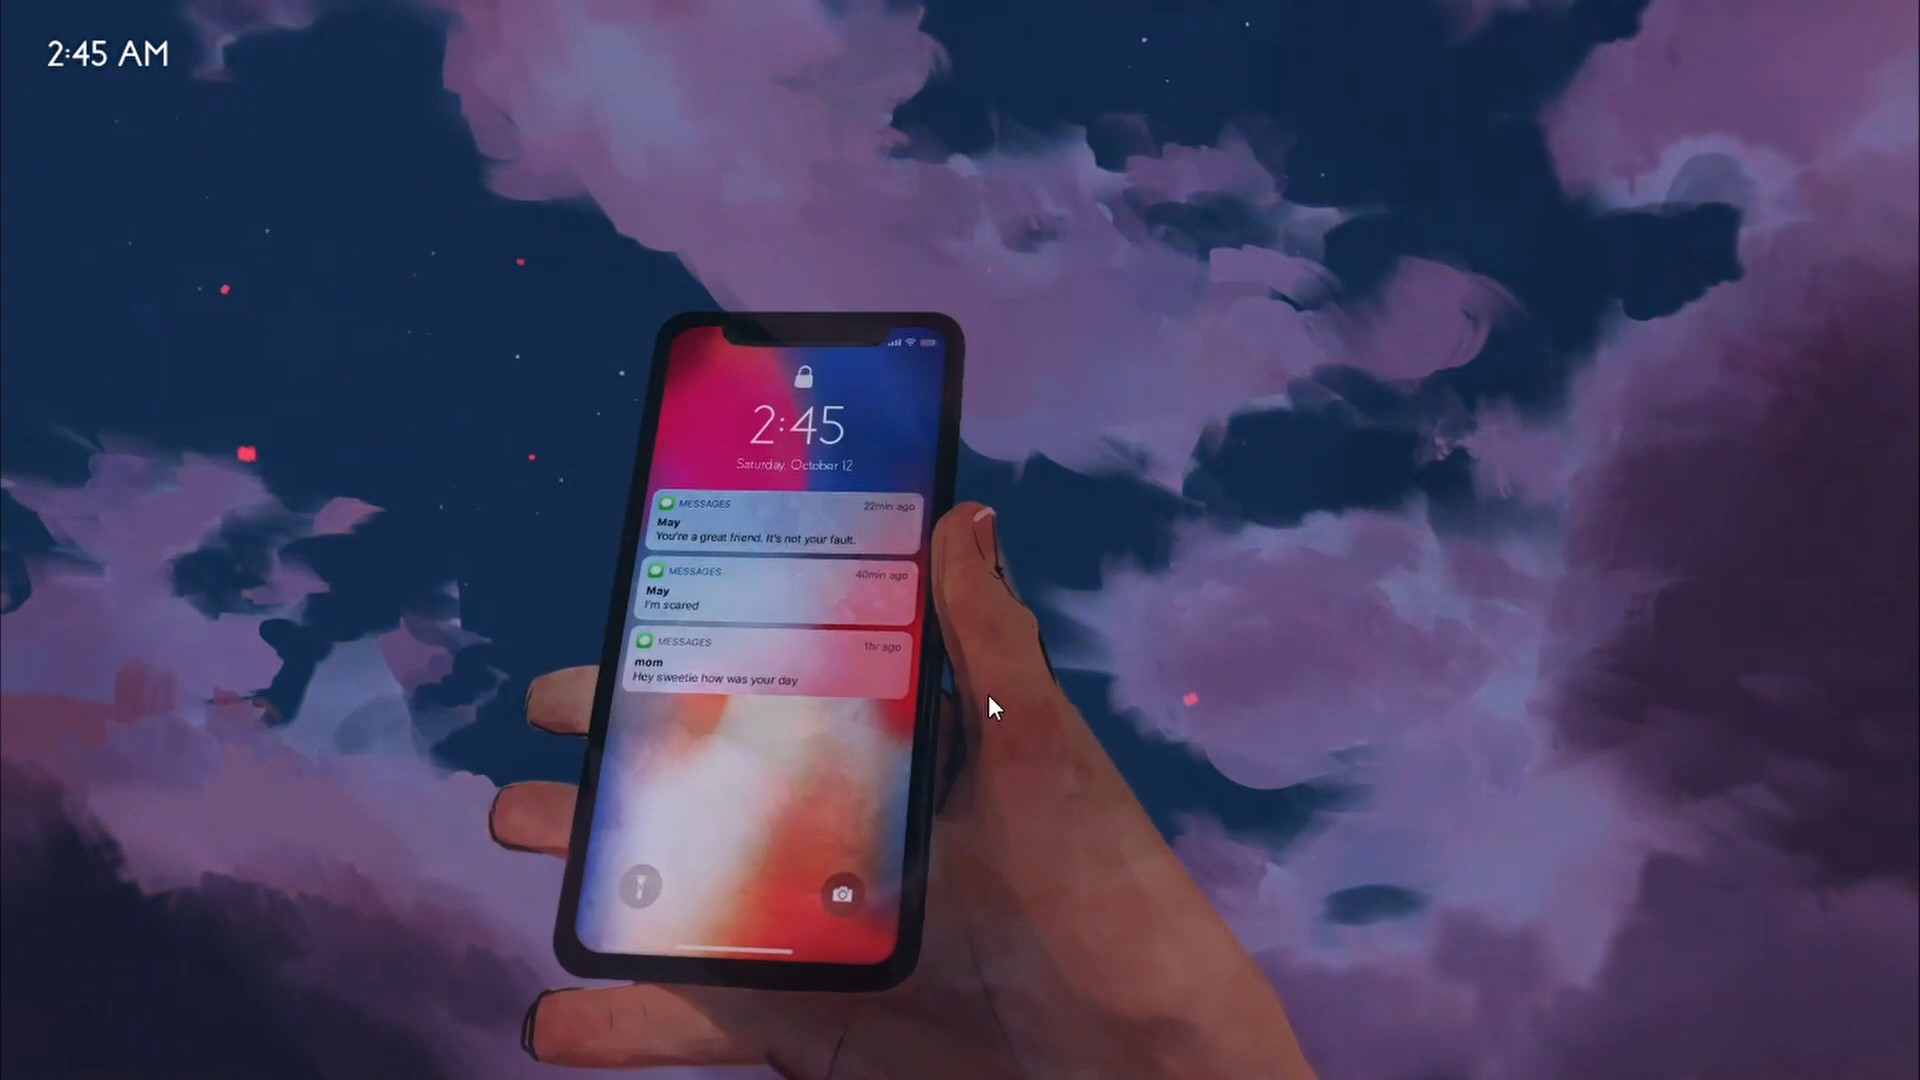 2:45 AM
2:45
Saturday, October 12
MESSAGES 22min ago
May
You're a great friend. It's not your fault.
MESSAGES 40min ago
May
I'm scared
MESSAGES 1hr ago
mom
Hey sweetie how was your day